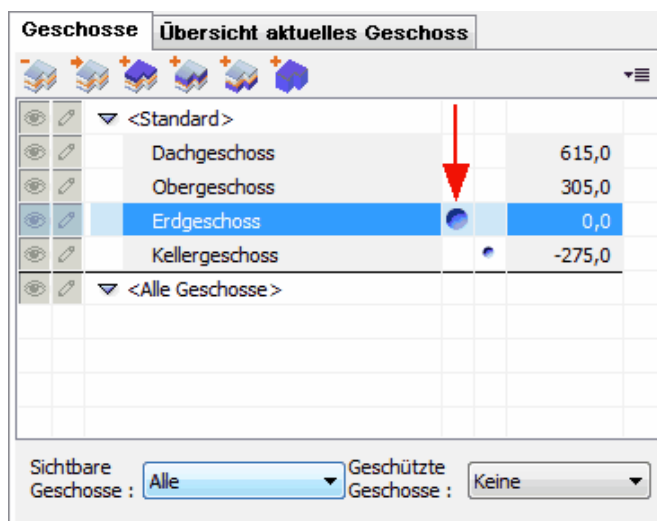 Geschosse Übersicht aktuelles Geschoss
<Standard>
Dachgeschoss 615,0
Obergeschoss 305,0
Erdgeschoss 0,0
Kellergeschoss -275,0
<Alle Geschosse>
Sichtbare Geschosse : Alle Geschützte Geschosse : Keine